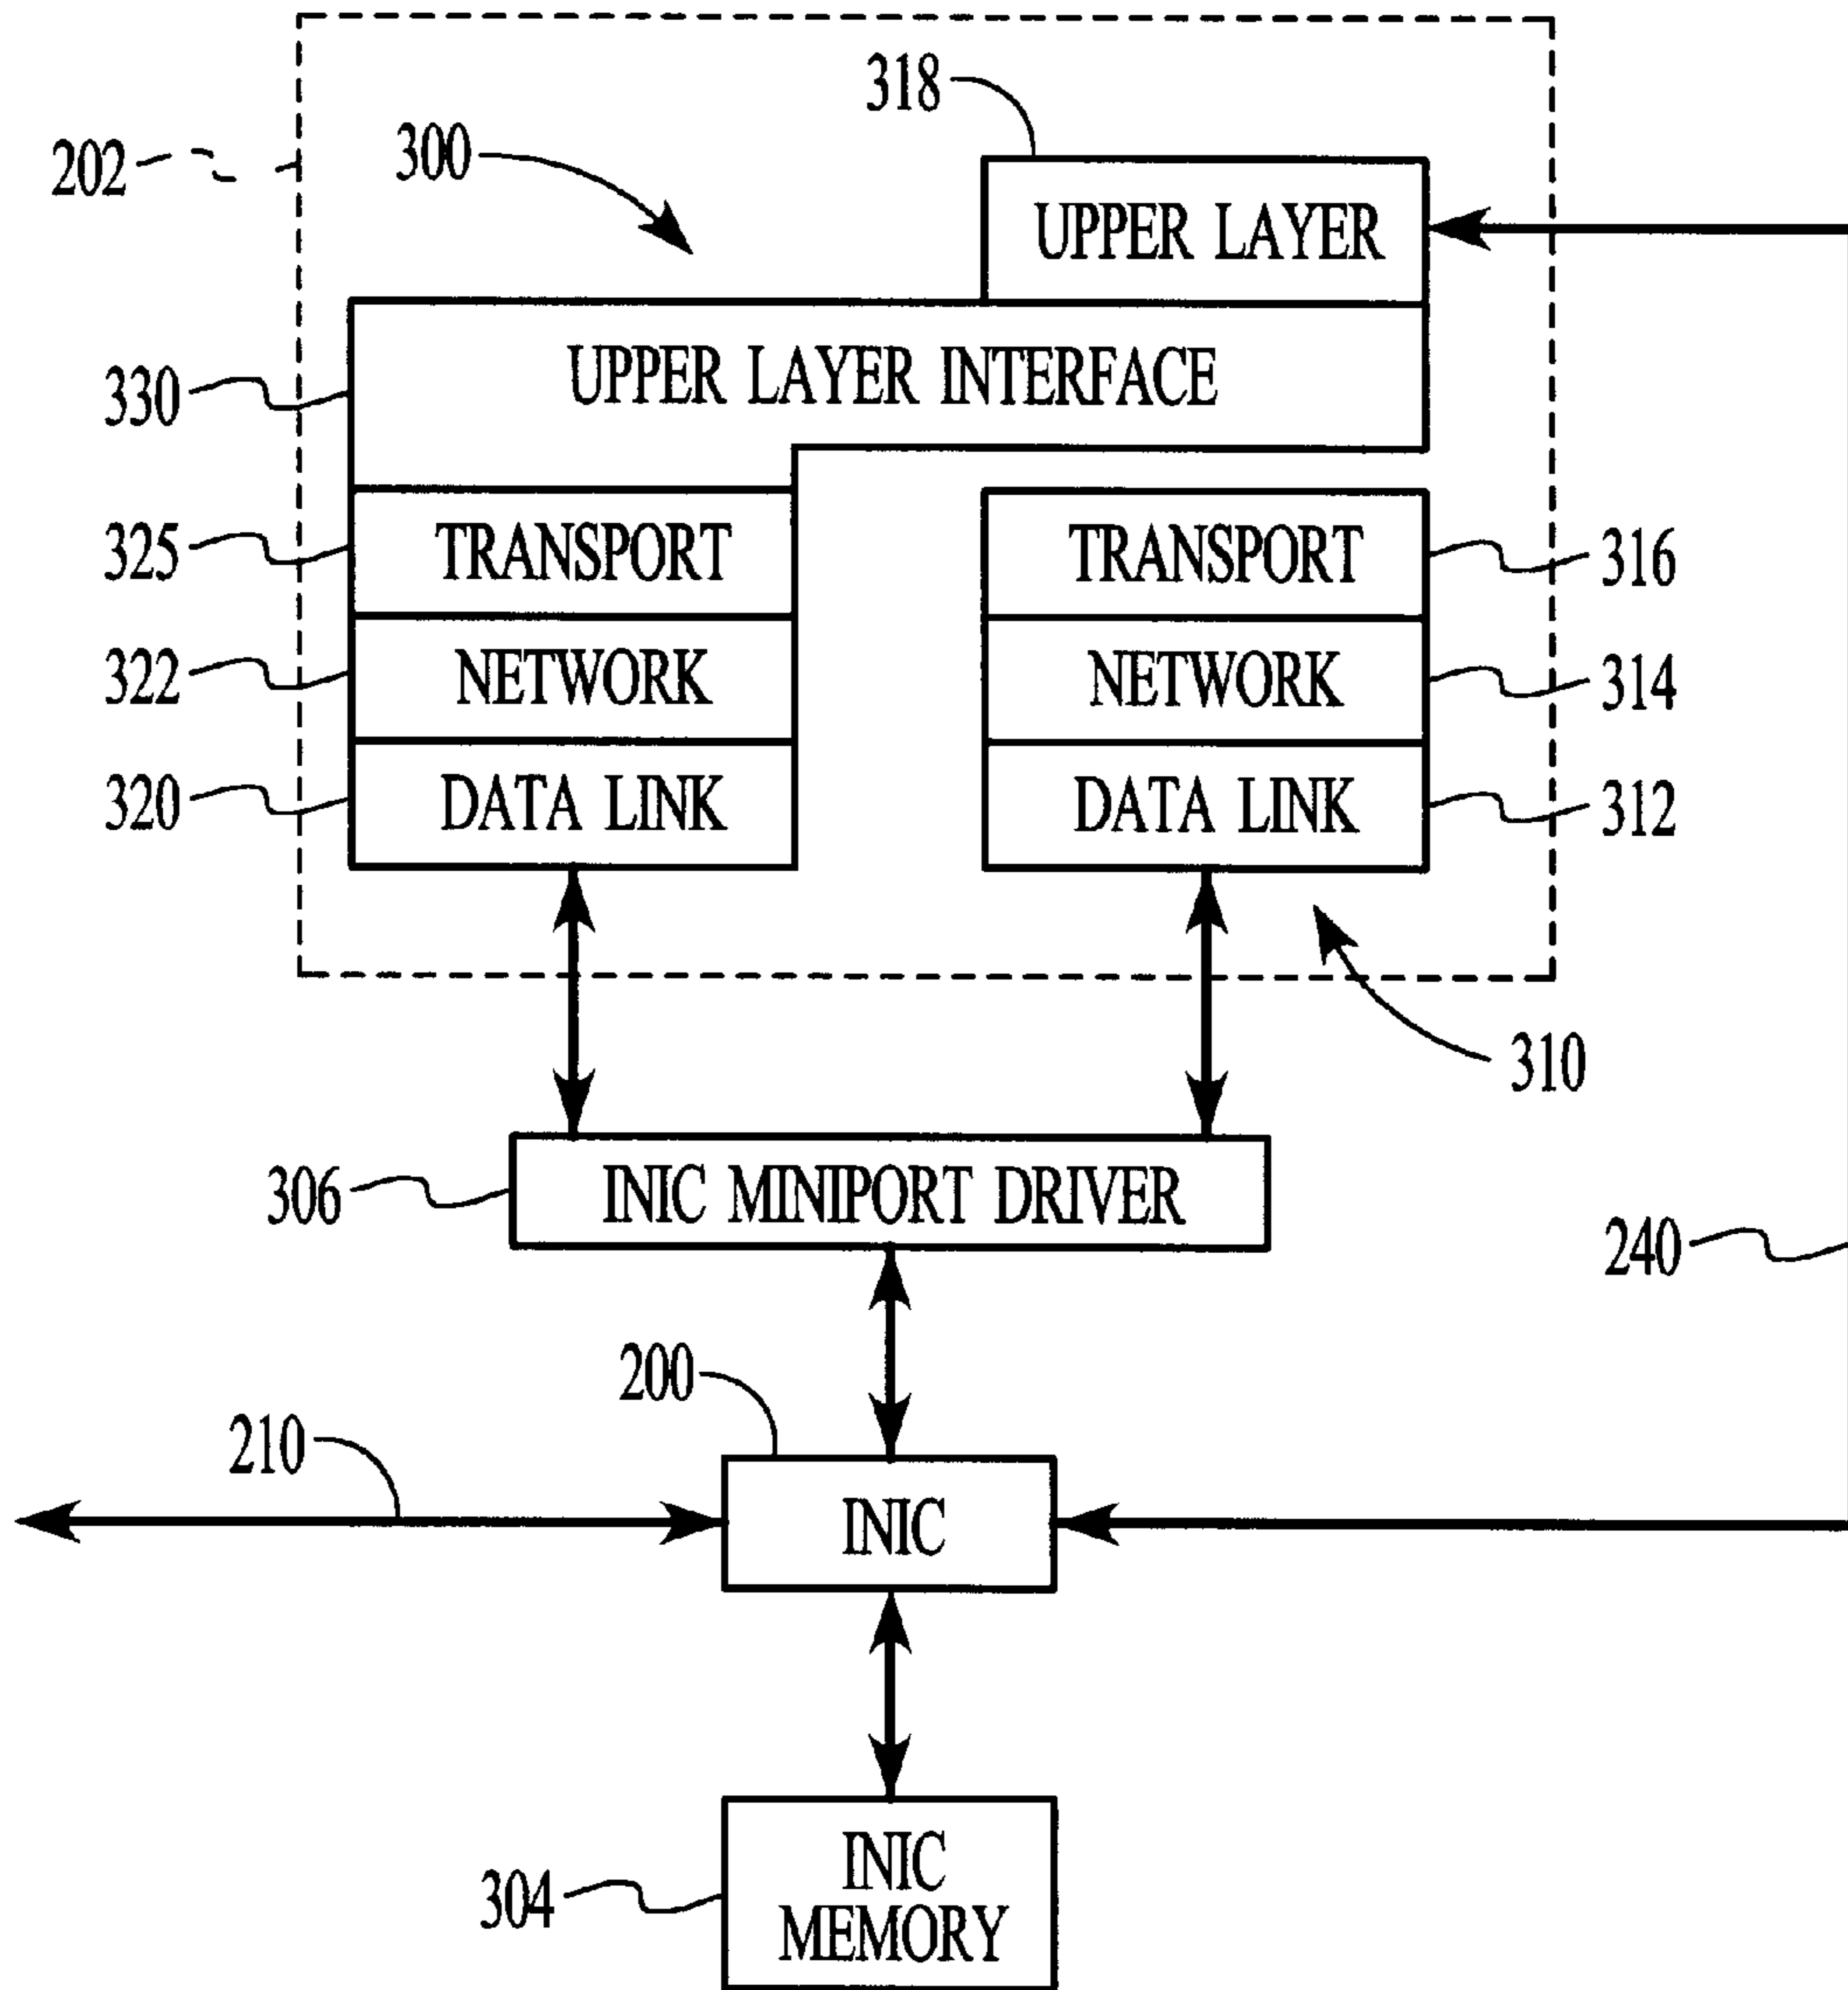 318
300
202
UPPER LAYER
330
UPPER LAYER INTERFACE
325
TRANSPORT
TRANSPORT
316
322
NETWORK
NETWORK
314
320
DATA LINK
DATA LINK
312
310
306
INIC MINIPORT DRIVER
240
200
210
INIC
304
INIC
MEMORY